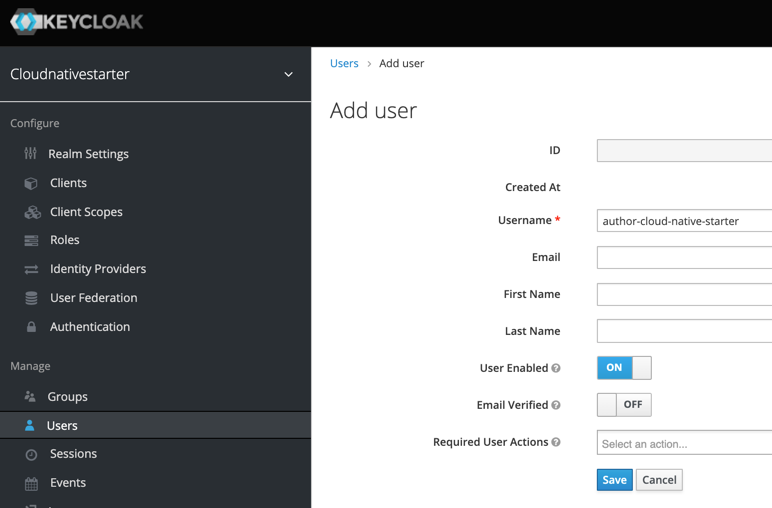 KEYCLOAK
Cloudnativestarter
Configure
Realm Settings
Clients
Client Scopes
Roles
Identity Providers
User Federation
Authentication
Manage
Groups
Users
Sessions
Events
Users > Add user
Add user
ID
Created At
Username *
author-cloud-native-starter
Email
First Name
Last Name
User Enabled
ON
Email Verified
OFF
Required User Actions
Select an action...
Save
Cancel